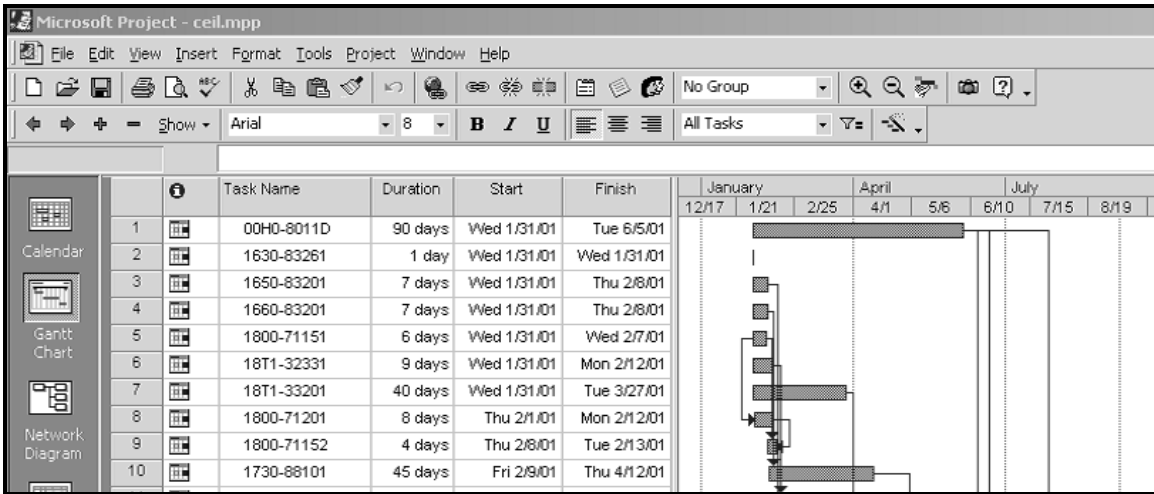 Microsoft Project - ceil.mpp
File Edit View Insert Format Tools Project Window Help
ABC No Group
Show Arial 8 B I U All Tasks
Task Name Duration Start Finish January April July
12/17 1/21 2/25 4/1 5/6 6/10 7/15 8/19
1 00H0-8011D 90 days Wed 1/31/01 Tue 6/5/01
Calendar
2 1630-83261 1 day Wed 1/31/01 Wed 1/31/01
3 1650-83201 7 days Wed 1/31/01 Thu 2/8/01
4 1660-83201 7 days Wed 1/31/01 Thu 2/8/01
Gantt Chart
5 1800-71151 6 days Wed 1/31/01 Wed 2/7/01
6 18T1-32331 9 days Wed 1/31/01 Mon 2/12/01
7 18T1-33201 40 days Wed 1/31/01 Tue 3/27/01
8 1800-71201 8 days Thu 2/1/01 Mon 2/12/01
Network Diagram
9 1800-71152 4 days Thu 2/8/01 Tue 2/13/01
10 1730-88101 45 days Fri 2/9/01 Thu 4/12/01